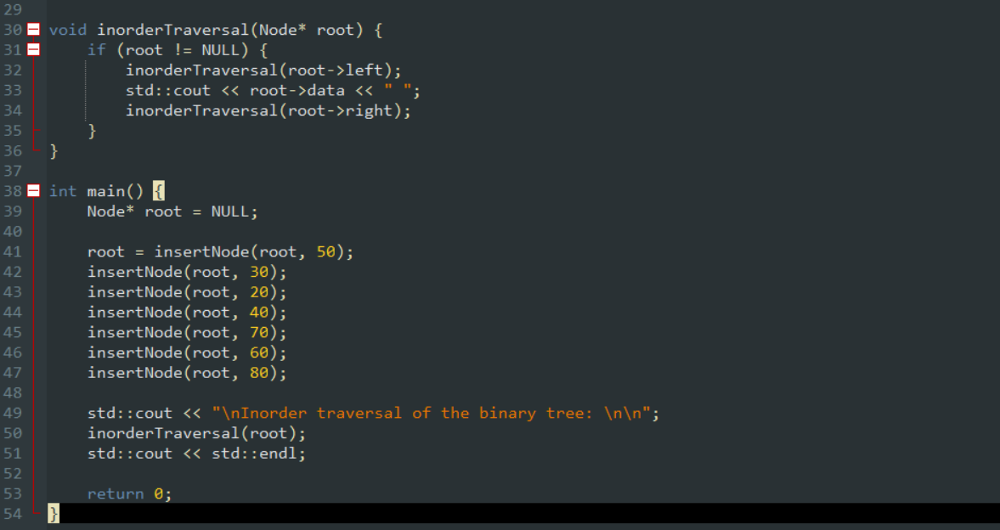 29
30 void inorderTraversal(Node* root) {
31     if (root != NULL) {
32         inorderTraversal(root->left);
33         std::cout << root->data << " ";
34         inorderTraversal(root->right);
35     }
36 }
37
38 int main() {
39     Node* root = NULL;
40
41     root = insertNode(root, 50);
42     insertNode(root, 30);
43     insertNode(root, 20);
44     insertNode(root, 40);
45     insertNode(root, 70);
46     insertNode(root, 60);
47     insertNode(root, 80);
48
49     std::cout << "\nInorder traversal of the binary tree: \n\n";
50     inorderTraversal(root);
51     std::cout << std::endl;
52
53     return 0;
54 }